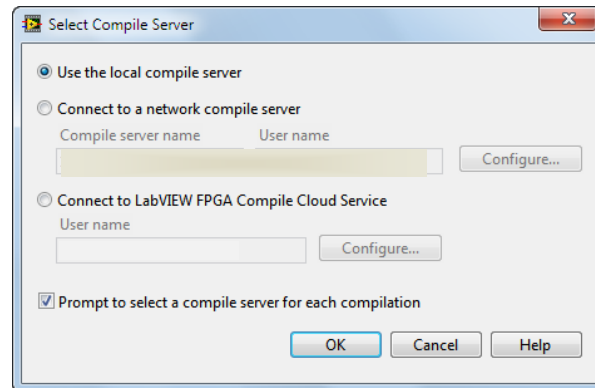 Select Compile Server
Use the local compile server
Connect to a network compile server
Compile server name User name
Configure...
Connect to LabVIEW FPGA Compile Cloud Service
User name
Configure...
Prompt to select a compile server for each compilation
OK Cancel Help